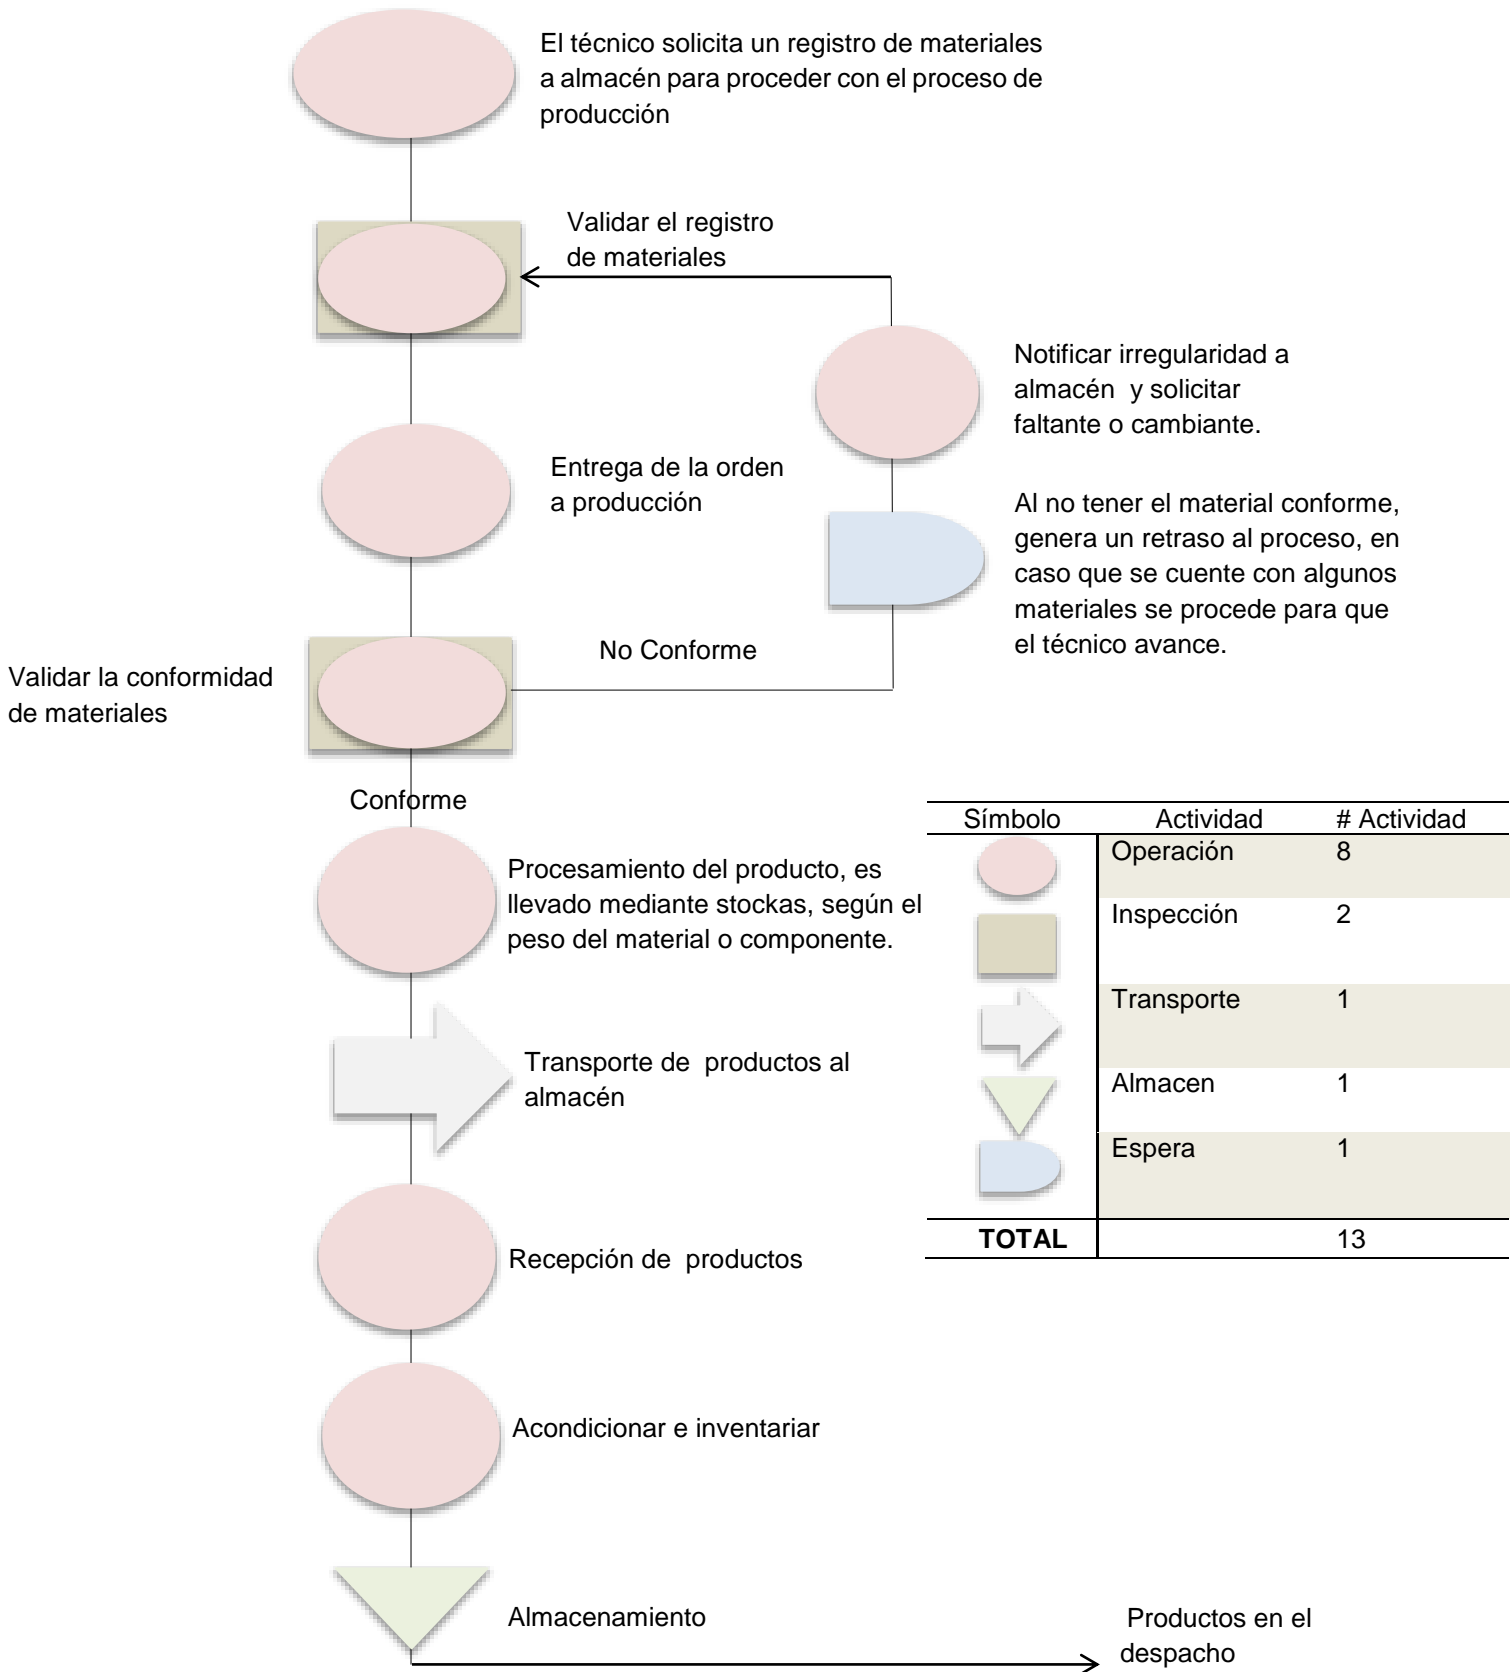 El técnico solicita un registro de materiales
a almacén para proceder con el proceso de
producción
Validar el registro
de materiales
Notificar irregularidad a
almacén y solicitar
faltante o cambiante.
Entrega de la orden
a producción
Al no tener el material conforme,
genera un retraso al proceso, en
caso que se cuente con algunos
materiales se procede para que
el técnico avance.
No Conforme
Validar la conformidad
de materiales
Conforme
Procesamiento del producto, es
llevado mediante stockas, según el
peso del material o componente.
Transporte de productos al
almacén
Recepción de productos
Acondicionar e inventariar
Almacenamiento
Productos en el
despacho
Símbolo Actividad # Actividad
Operación 8
Inspección 2
Transporte 1
Almacen 1
Espera 1
TOTAL 13